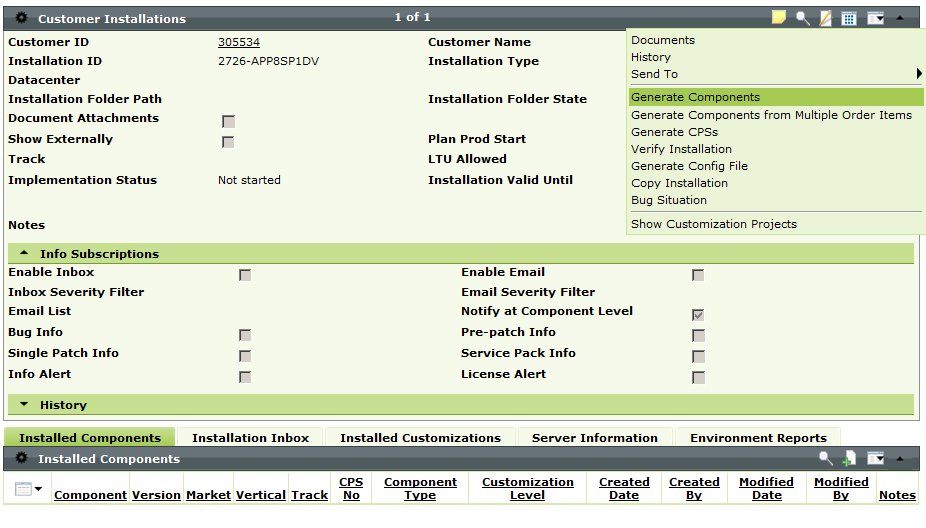 Customer Installations 1 of 1
Customer ID 305534 Customer Name
Documents
Installation ID 2726-APP8SP1DV Installation Type
History
Datacenter
Send To
Installation Folder Path Installation Folder State
Generate Components
Document Attachments
Generate Components from Multiple Order Items
Generate CPSs
Show Externally Plan Prod Start
Verify Installation
Track LTU Allowed
Generate Config File
Implementation Status Not started Installation Valid Until
Copy Installation
Bug Situation
Notes
Show Customization Projects
Info Subscriptions
Enable Inbox Enable Email
Inbox Severity Filter Email Severity Filter
Email List Notify at Component Level
Bug Info Pre-patch Info
Single Patch Info Service Pack Info
Info Alert License Alert
History
Installed Components Installation Inbox Installed Customizations Server Information Environment Reports
Installed Components
Component Version Market Vertical Track CPS No Component Type Customization Level Created Date Created By Modified Date Modified By Notes